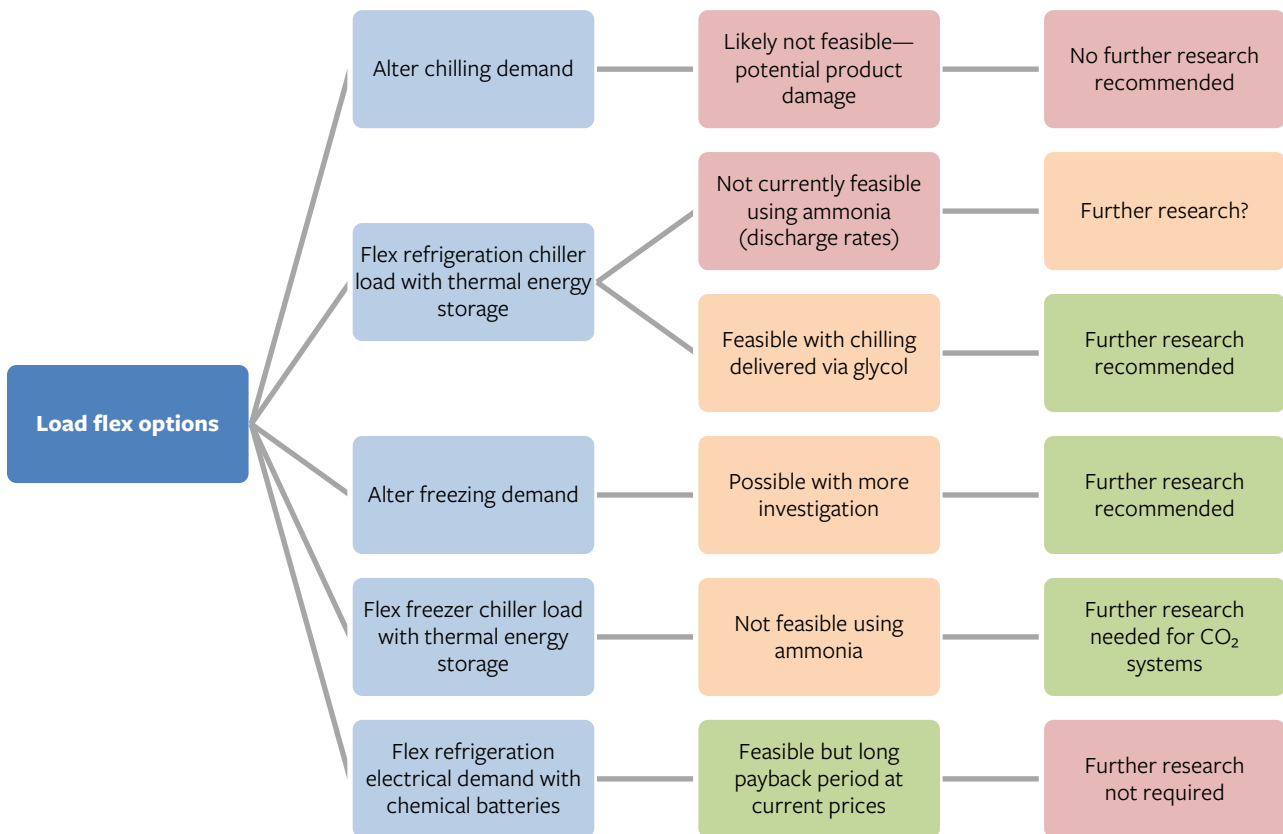 Alter chilling demand
Likely not feasible—
potential product
damage
No further research
recommended
Flex refrigeration chiller
load with thermal energy
storage
Not currently feasible
using ammonia
(discharge rates)
Further research?
Feasible with chilling
delivered via glycol
Further research
recommended
Load flex options
Alter freezing demand
Possible with more
investigation
Further research
recommended
Flex freezer chiller load
with thermal energy
storage
Not feasible using
ammonia
Further research
needed for CO₂
systems
Flex refrigeration
electrical demand with
chemical batteries
Feasible but long
payback period at
current prices
Further research
not required